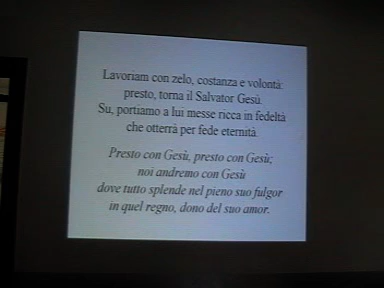 Lavoriam con zelo, costanza e volontà:
presto, torna il Salvator Gesù.
Su, portiamo a lui messe ricca in fedeltà
che otterrà per fede eternità.
Presto con Gesù, presto con Gesù;
noi andremo con Gesù
dove tutto splende nel pieno suo fulgor
in quel regno, dono del suo amor.